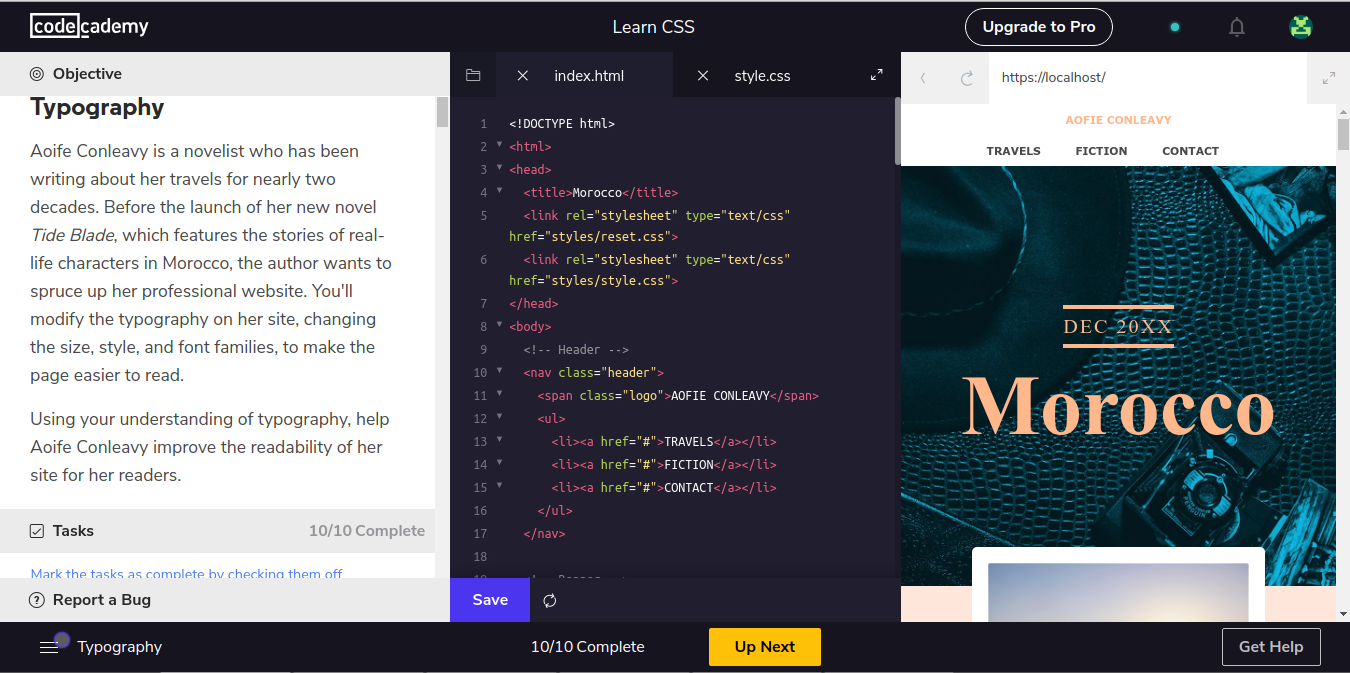 codecademy
Learn CSS
Upgrade to Pro
Objective
Typography
Aoife Conleavy is a novelist who has been
writing about her travels for nearly two
decades. Before the launch of her new novel
Tide Blade, which features the stories of real-
life characters in Morocco, the author wants to
spruce up her professional website. You'll
modify the typography on her site, changing
the size, style, and font families, to make the
page easier to read.
Using your understanding of typography, help
Aoife Conleavy improve the readability of her
site for her readers.
Tasks
10/10 Complete
Mark the tasks as complete by checking them off
Report a Bug
index.html
style.css
1 <!DOCTYPE html>
2 <html>
3 <head>
4 <title>Morocco</title>
5 <link rel="stylesheet" type="text/css"
href="styles/reset.css">
6 <link rel="stylesheet" type="text/css"
href="styles/style.css">
7 </head>
8 <body>
9 <!-- Header -->
10 <nav class="header">
11 <span class="logo">AOFIE CONLEAVY</span>
12 <ul>
13 <li><a href="#">TRAVELS</a></li>
14 <li><a href="#">FICTION</a></li>
15 <li><a href="#">CONTACT</a></li>
16 </ul>
17 </nav>
18
Save
https://localhost/
AOFIE CONLEAVY
TRAVELS FICTION CONTACT
DEC 20XX
Morocco
Typography
10/10 Complete
Up Next
Get Help